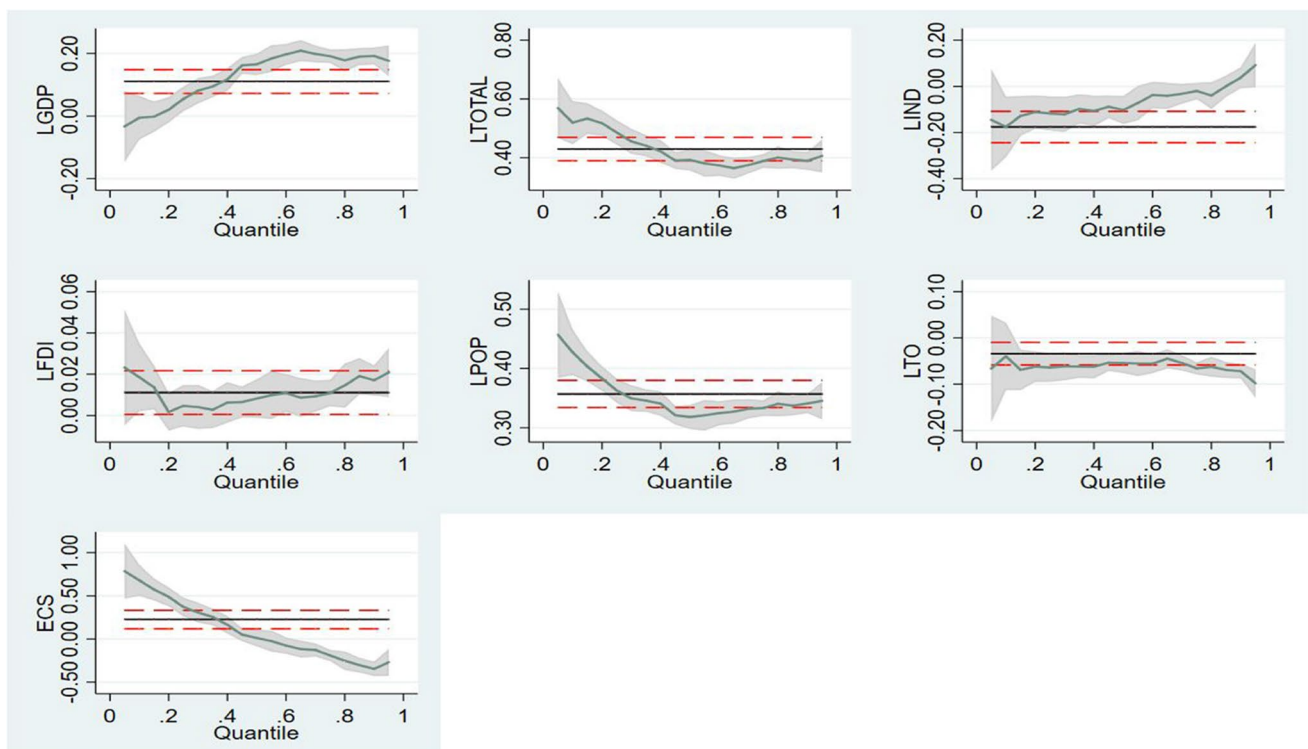 LGDP
-0.20 0.00 0.20
0 .2 .4 .6 .8 1
Quantile
LTOTAL
0.40 0.60 0.80
0 .2 .4 .6 .8 1
Quantile
LIND
-0.40 -0.20 0.00 0.20
0 .2 .4 .6 .8 1
Quantile
LFDI
0.00 0.02 0.04 0.06
0 .2 .4 .6 .8 1
Quantile
LPOP
0.30 0.40 0.50
0 .2 .4 .6 .8 1
Quantile
LTO
-0.20 -0.10 0.00 0.10
0 .2 .4 .6 .8 1
Quantile
ECS
-0.50 0.00 0.50 1.00
0 .2 .4 .6 .8 1
Quantile